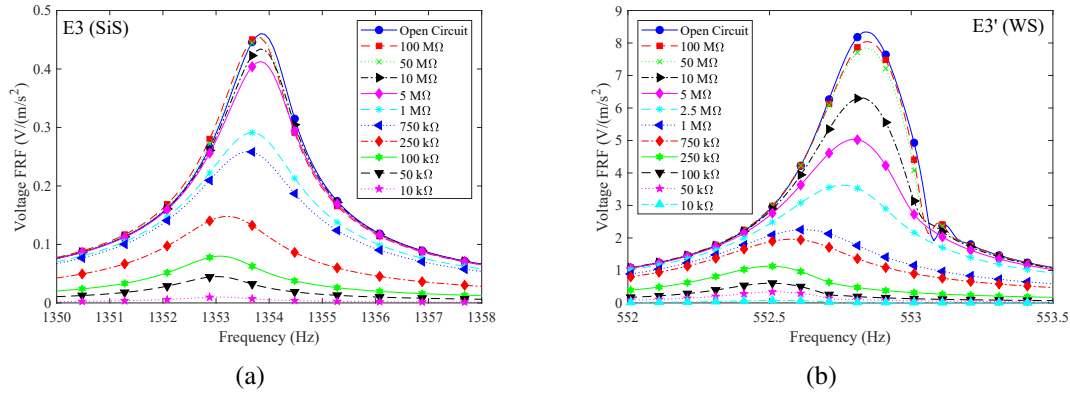 E3 (SiS)
Voltage FRF (V/(m/s²)
0.5
0.4
0.3
0.2
0.1
0
1350 1351 1352 1353 1354 1355 1356 1357 1358
Frequency (Hz)
Open Circuit
100 MΩ
50 MΩ
10 MΩ
5 MΩ
1 MΩ
750 kΩ
250 kΩ
100 kΩ
50 kΩ
10 kΩ
(a)
E3' (WS)
Voltage FRF (V/(m/s²)
9
8
7
6
5
4
3
2
1
0
552 552.5 553 553.5
Frequency (Hz)
Open Circuit
100 MΩ
50 MΩ
10 MΩ
5 MΩ
2.5 MΩ
1 MΩ
750 kΩ
250 kΩ
100 kΩ
50 kΩ
10 kΩ
(b)